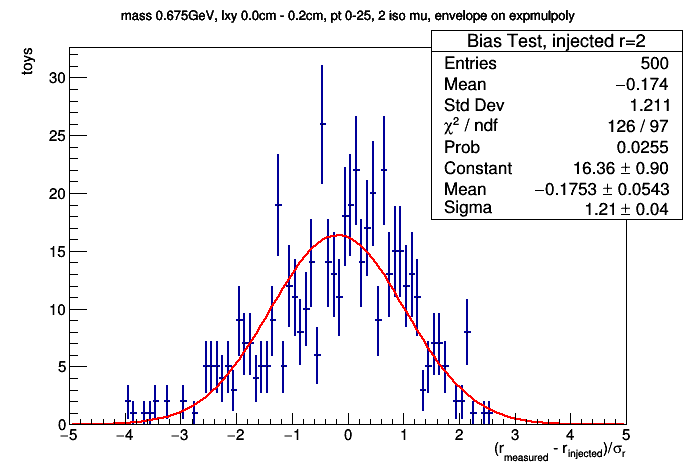 mass 0.675GeV, lxy 0.0cm - 0.2cm, pt 0-25, 2 iso mu, envelope on expmulpoly
toys
Bias Test, injected r=2
Entries 500
Mean −0.174
Std Dev 1.211
χ² / ndf 126 / 97
Prob 0.0255
Constant 16.36 ± 0.90
Mean −0.1753 ± 0.0543
Sigma 1.21 ± 0.04
30
25
20
15
10
5
0
−5 −4 −3 −2 −1 0 1 2 3 4 5
(r_measured - r_injected)/σ_r